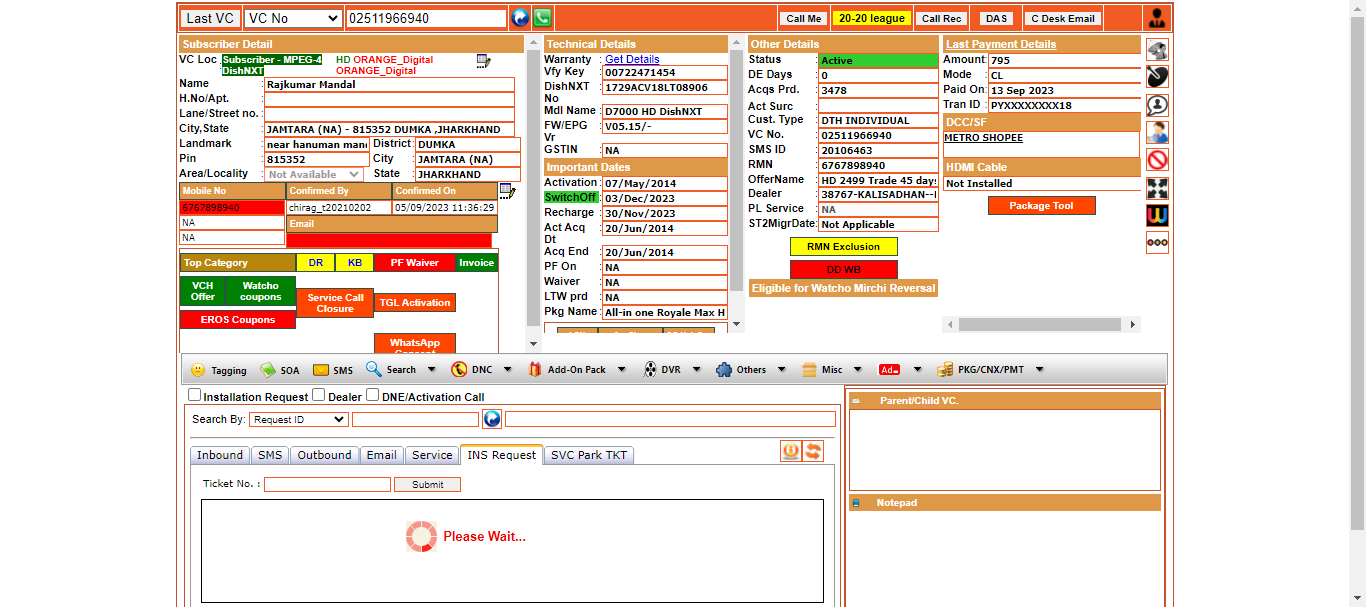 Last VC VC No 02511966940 Call Me 20-20 league Call Rec DAS C Desk Email
Subscriber Detail
VC Loc : Subscriber - MPEG-4 DishNXT HD ORANGE_Digital ORANGE_Digital
Name : Rajkumar Mandal
H.No/Apt. :
Lane/Street no. :
City,State : JAMTARA (NA) - 815352 DUMKA ,JHARKHAND
Landmark : near hanuman man District : DUMKA
Pin : 815352 City : JAMTARA (NA)
Area/Locality : Not Available State : JHARKHAND
Mobile No Confirmed By Confirmed On
6767898940 chirag_t20210202 05/09/2023 11:36:29
NA Email
NA
Top Category DR KB PF Waiver Invoice
VCH Offer Watcho coupons Service Call Closure TGL Activation
EROS Coupons
WhatsApp
Technical Details
Warranty : Get Details
Vfy Key : 00722471454
DishNXT No : 1729ACV18LT08906
Mdl Name : D7000 HD DishNXT
FW/EPG Vr : V05.15/-
GSTIN : NA
Important Dates
Activation : 07/May/2014
SwitchOff : 03/Dec/2023
Recharge : 30/Nov/2023
Act Acq Dt : 20/Jun/2014
Acq End : 20/Jun/2014
PF On : NA
Waiver : NA
LTW prd : NA
Pkg Name : All-in one Royale Max H
Other Details
Status : Active
DE Days : 0
Acqs Prd. : 3478
Act Surc :
Cust. Type : DTH INDIVIDUAL
VC No. : 02511966940
SMS ID : 20106463
RMN : 6767898940
OfferName : HD 2499 Trade 45 days
Dealer : 38767-KALISADHAN--
PL Service : NA
ST2MigrDate: Not Applicable
RMN Exclusion
DD WB
Eligible for Watcho Mirchi Reversal
Last Payment Details
Amount : 795
Mode : CL
Paid On : 13 Sep 2023
Tran ID : PYXXXXXXXX18
DCC/SF
METRO SHOPEE
HDMI Cable
Not Installed
Package Tool
Tagging SOA SMS Search DNC Add-On Pack DVR Others Misc Ad PKG/CNX/PMT
Installation Request Dealer DNE/Activation Call
Search By: Request ID
Inbound SMS Outbound Email Service INS Request SVC Park TKT
Ticket No. : Submit
Please Wait...
Parent/Child VC.
Notepad